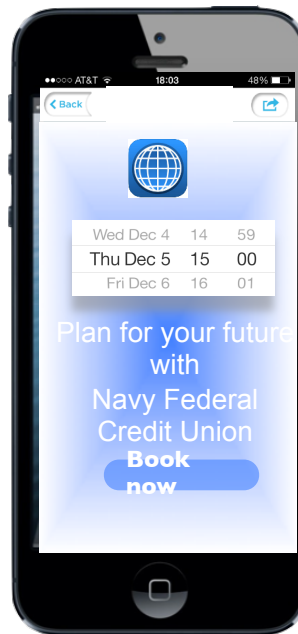 AT&T 18:03 48%
Back
Wed Dec 4 14 59
Thu Dec 5 15 00
Fri Dec 6 16 01
Plan for your future
with
Navy Federal
Credit Union
Book
now